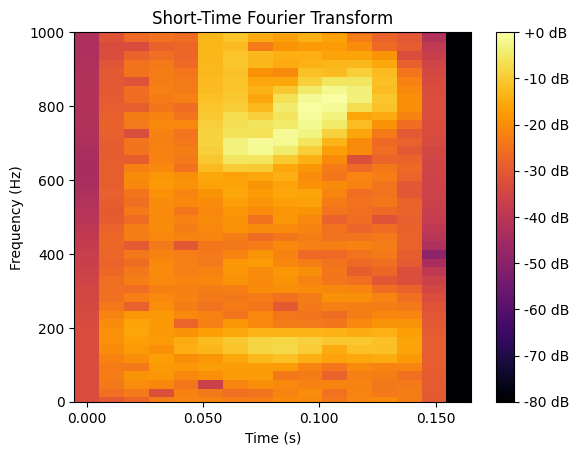 Short-Time Fourier Transform
1000
800
600
400
200
0
Frequency (Hz)
0.000
0.050
0.100
0.150
Time (s)
+0 dB
-10 dB
-20 dB
-30 dB
-40 dB
-50 dB
-60 dB
-70 dB
-80 dB